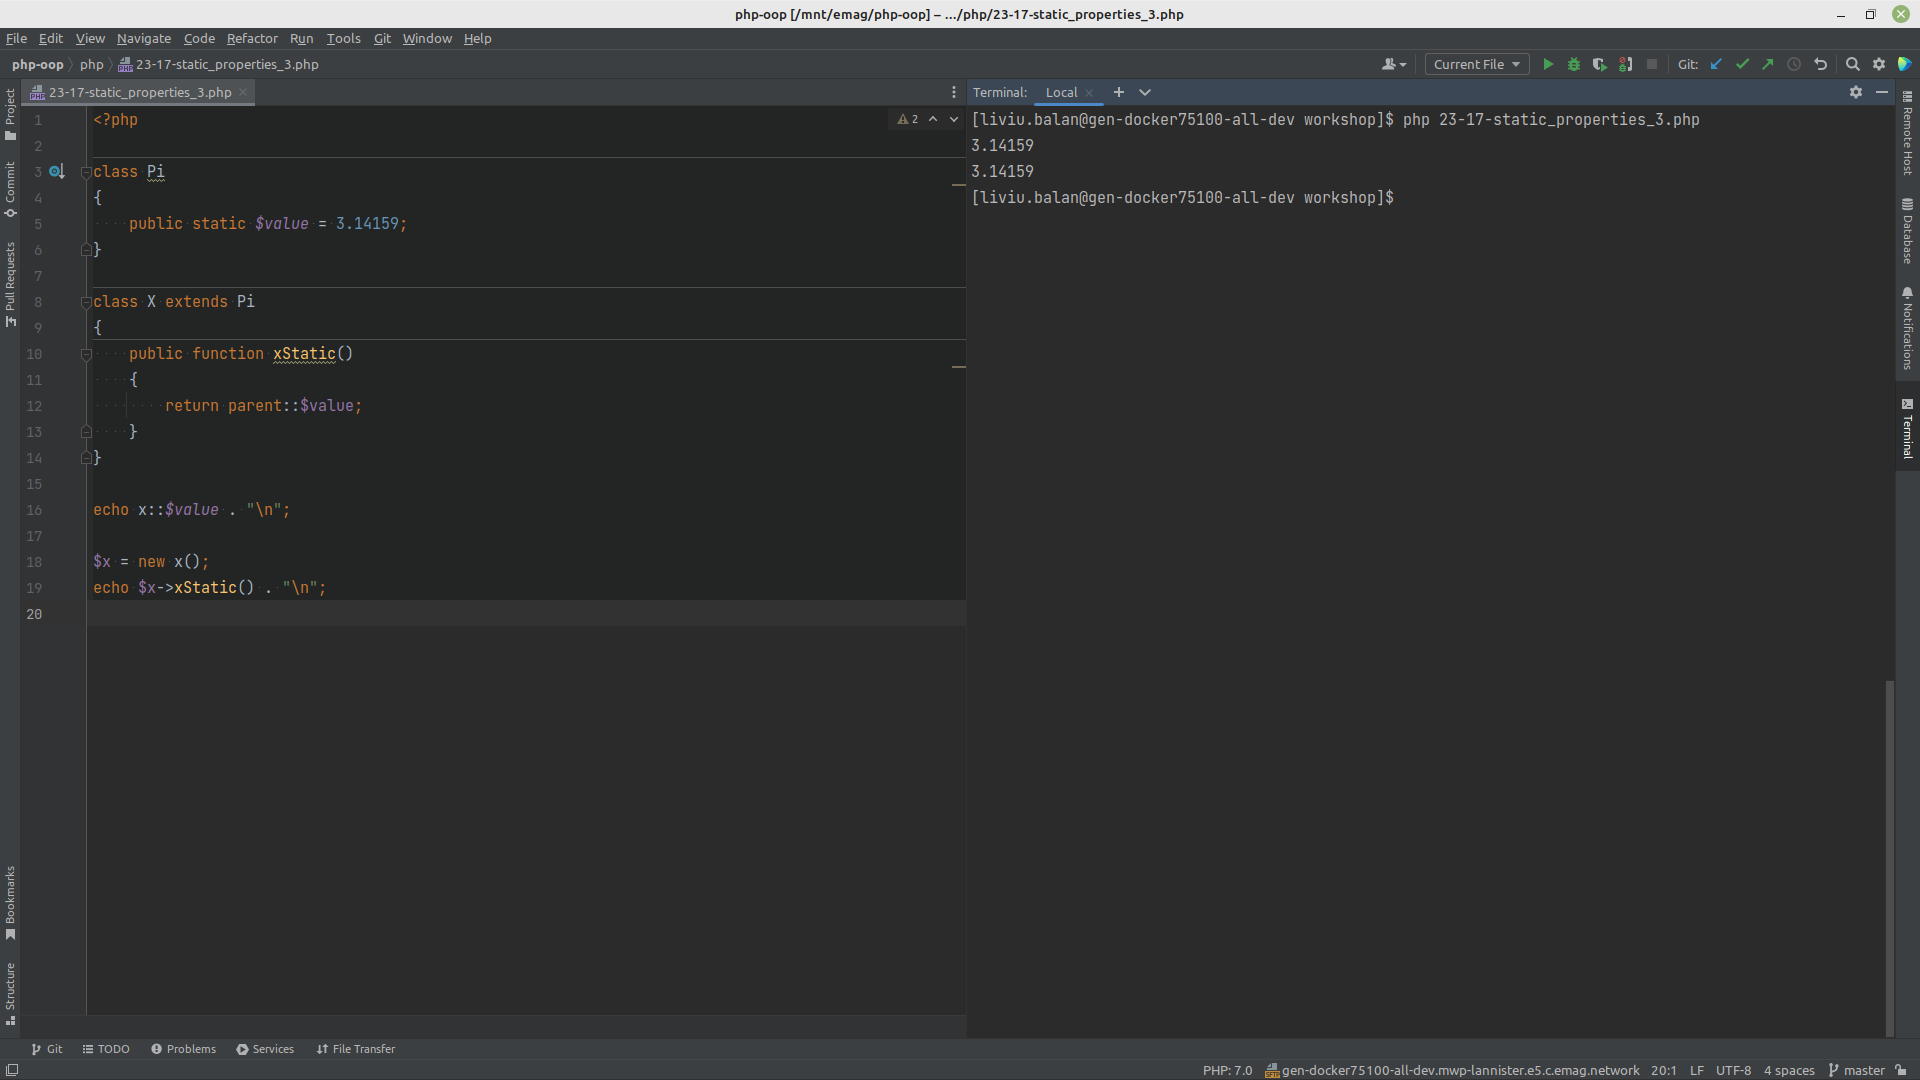 php-oop [/mnt/emag/php-oop] – .../php/23-17-static_properties_3.php
File Edit View Navigate Code Refactor Run Tools Git Window Help
php-oop php 23-17-static_properties_3.php
Current File
Git:
23-17-static_properties_3.php
1 <?php
2
3 class Pi
4 {
5 public static $value = 3.14159;
6 }
7
8 class X extends Pi
9 {
10 public function xStatic()
11 {
12 return parent::$value;
13 }
14 }
15
16 echo x::$value . "\n";
17
18 $x = new x();
19 echo $x->xStatic() . "\n";
20
2
Terminal: Local
[liviu.balan@gen-docker75100-all-dev workshop]$ php 23-17-static_properties_3.php
3.14159
3.14159
[liviu.balan@gen-docker75100-all-dev workshop]$
Project
Commit
Pull Requests
Bookmarks
Structure
Remote Host
Database
Notifications
Terminal
Git TODO Problems Services File Transfer
PHP: 7.0 gen-docker75100-all-dev.mwp-lannister.e5.c.emag.network 20:1 LF UTF-8 4 spaces master